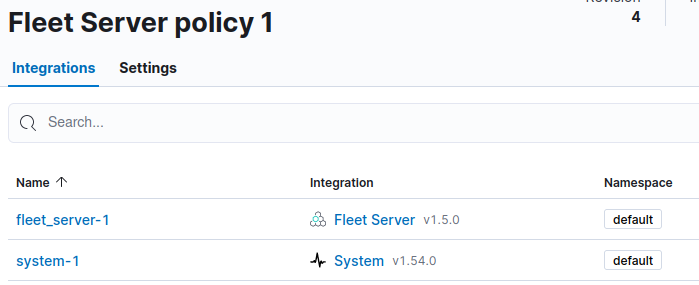 Fleet Server policy 1
Revision
4
Integrations Settings
Search...
Name Integration Namespace
fleet_server-1 Fleet Server v1.5.0 default
system-1 System v1.54.0 default